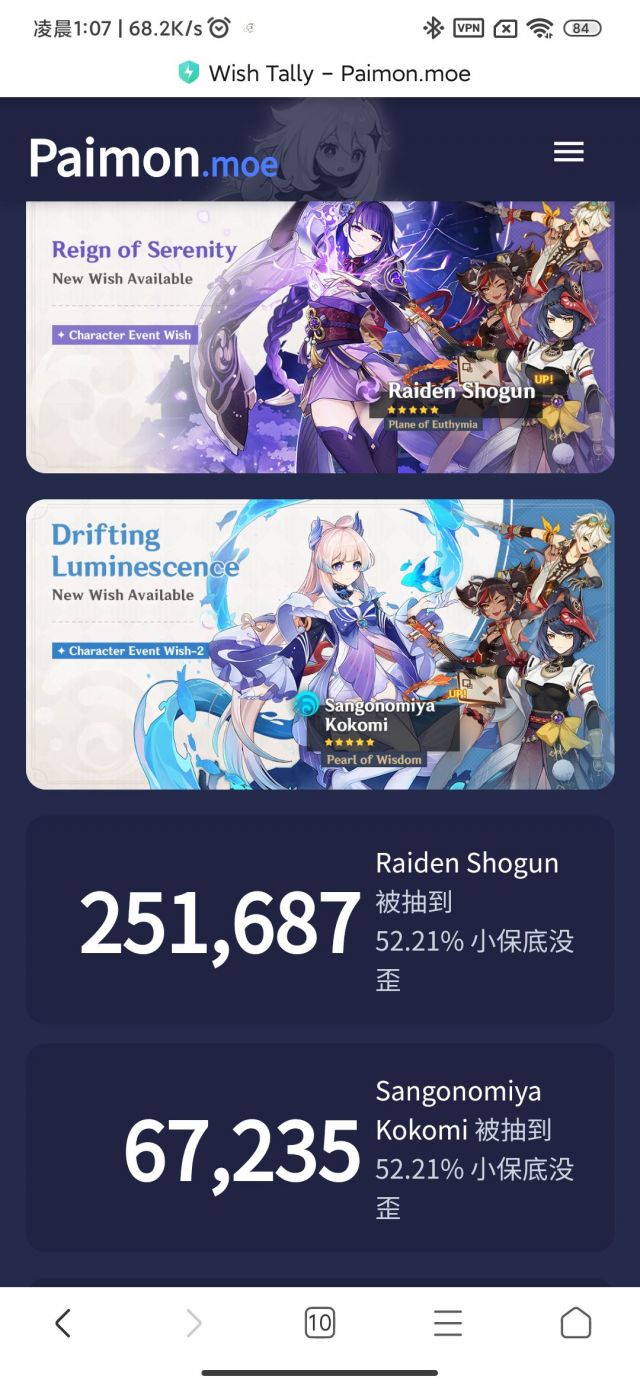 凌晨1:07 | 68.2K/s
VPN
84
Wish Tally – Paimon.moe
Paimon.moe
Reign of Serenity
New Wish Available
✦ Character Event Wish
UP!
Raiden Shogun
★★★★★
Plane of Euthymia
Drifting
Luminescence
New Wish Available
✦ Character Event Wish-2
UP!
Sangonomiya
Kokomi
★★★★★
Pearl of Wisdom
251,687
Raiden Shogun
被抽到
52.21% 小保底没
歪
67,235
Sangonomiya
Kokomi 被抽到
52.21% 小保底没
歪
10